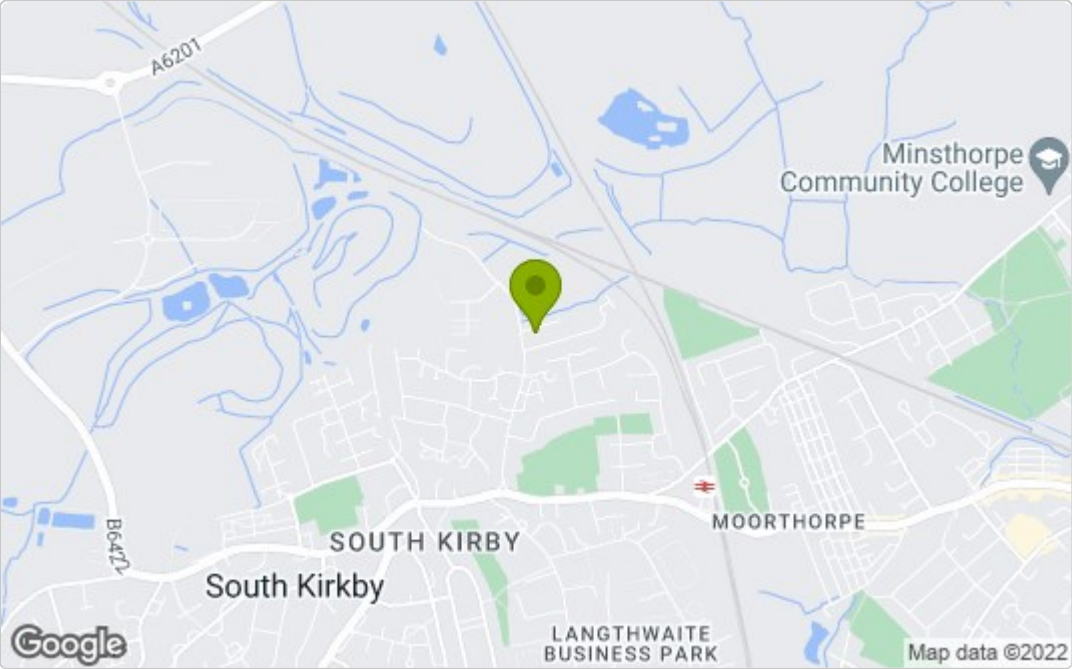 A6201
Minsthorpe
Community College
B6422
MOORTHORPE
SOUTH KIRBY
South Kirkby
LANGTHWAITE
BUSINESS PARK
Google
Map data ©2022